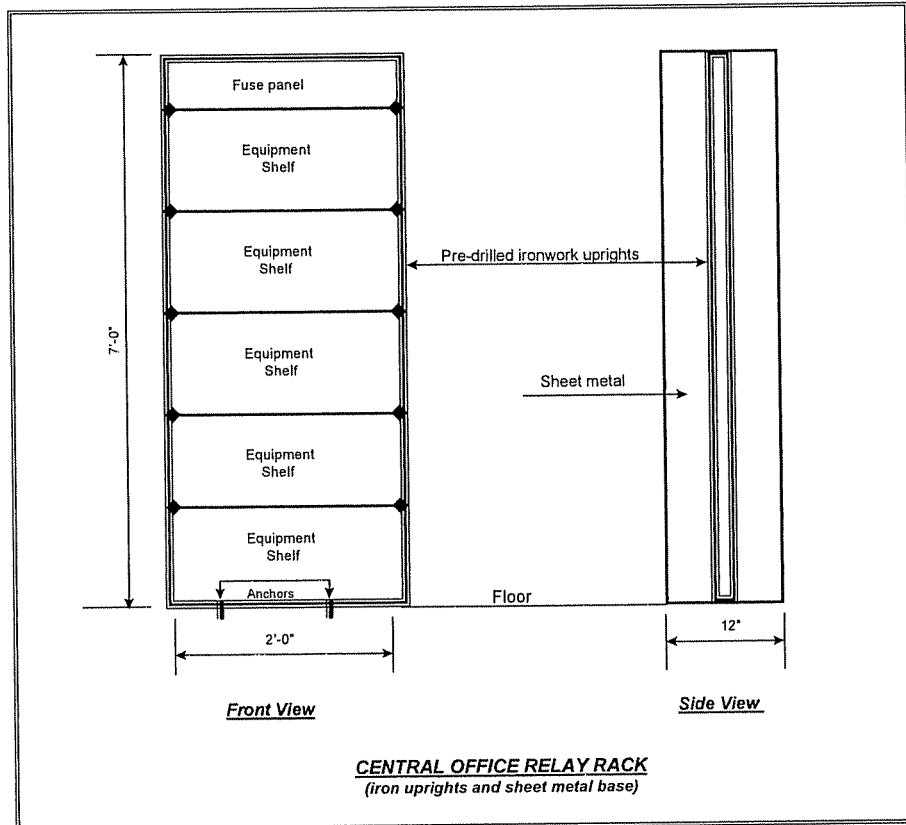 Fuse panel
Equipment
Shelf
Equipment
Shelf
Equipment
Shelf
Equipment
Shelf
Equipment
Shelf
Anchors
7'-0"
2'-0"
Front View
Pre-drilled ironwork uprights
Sheet metal
Floor
12"
Side View
CENTRAL OFFICE RELAY RACK
(iron uprights and sheet metal base)